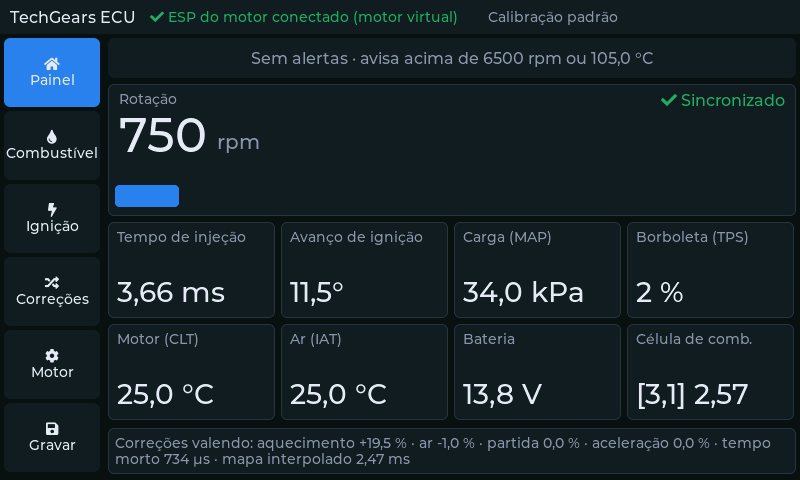 TechGears ECU
ESP do motor conectado (motor virtual)
Calibração padrão
Painel
Combustível
Ignição
Correções
Motor
Gravar
Sem alertas · avisa acima de 6500 rpm ou 105,0 °C
Rotação
Sincronizado
750 rpm
Tempo de injeção
3,66 ms
Avanço de ignição
11,5°
Carga (MAP)
34,0 kPa
Borboleta (TPS)
2 %
Motor (CLT)
25,0 °C
Ar (IAT)
25,0 °C
Bateria
13,8 V
Célula de comb.
[3,1] 2,57
Correções valendo: aquecimento +19,5 % · ar -1,0 % · partida 0,0 % · aceleração 0,0 % · tempo
morto 734 µs · mapa interpolado 2,47 ms